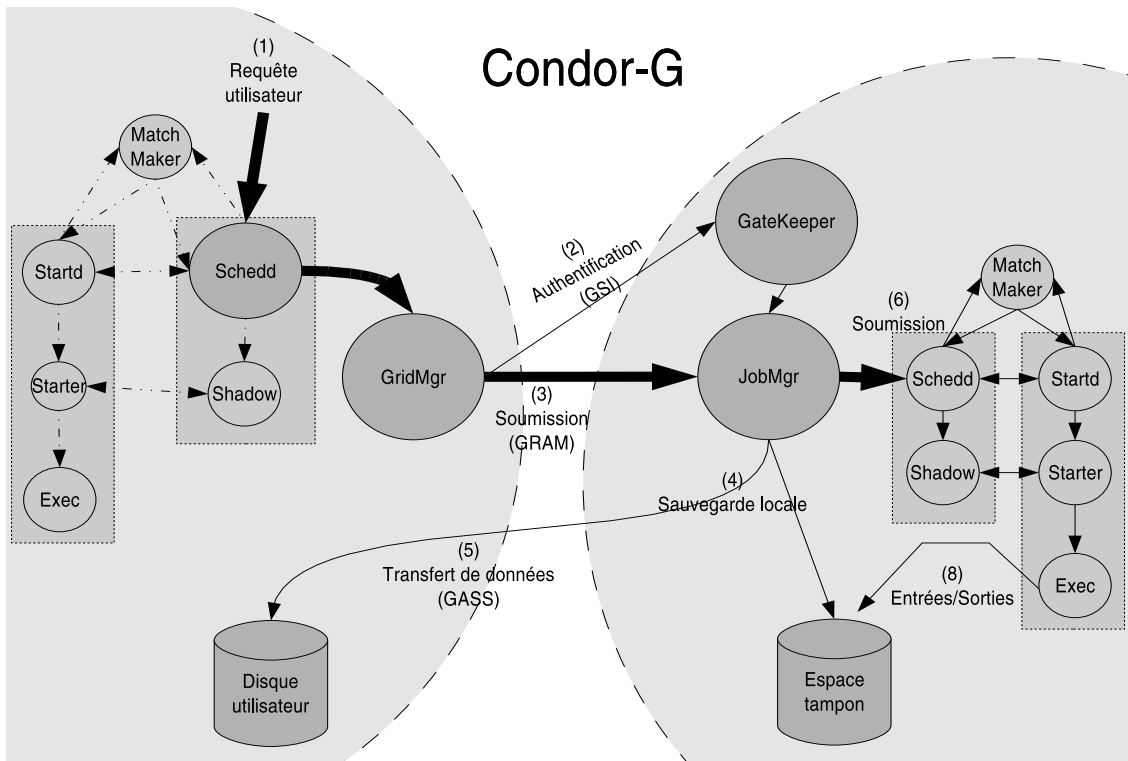 Condor-G
(1)
Requête
utilisateur
Match
Maker
Startd
Schedd
Starter
Shadow
Exec
GridMgr
(2)
Authentification
(GSI)
(3)
Soumission
(GRAM)
GateKeeper
JobMgr
(6)
Soumission
Match
Maker
Schedd
Startd
Shadow
Starter
Exec
(4)
Sauvegarde locale
(5)
Transfert de données
(GASS)
(8)
Entrées/Sorties
Disque
utilisateur
Espace
tampon